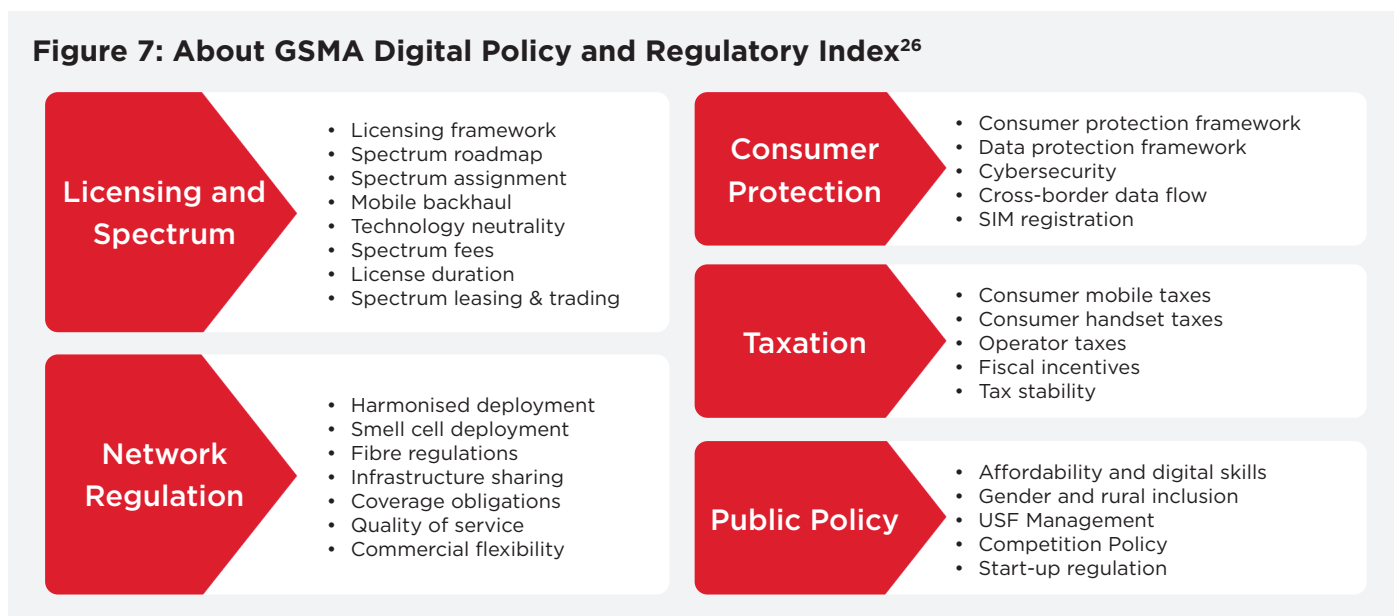 Figure 7: About GSMA Digital Policy and Regulatory Index26
Licensing and
Spectrum
• Licensing framework
• Spectrum roadmap
• Spectrum assignment
• Mobile backhaul
• Technology neutrality
• Spectrum fees
• License duration
• Spectrum leasing & trading
Network
Regulation
• Harmonised deployment
• Smell cell deployment
• Fibre regulations
• Infrastructure sharing
• Coverage obligations
• Quality of service
• Commercial flexibility
Consumer
Protection
• Consumer protection framework
• Data protection framework
• Cybersecurity
• Cross-border data flow
• SIM registration
Taxation
• Consumer mobile taxes
• Consumer handset taxes
• Operator taxes
• Fiscal incentives
• Tax stability
Public Policy
• Affordability and digital skills
• Gender and rural inclusion
• USF Management
• Competition Policy
• Start-up regulation